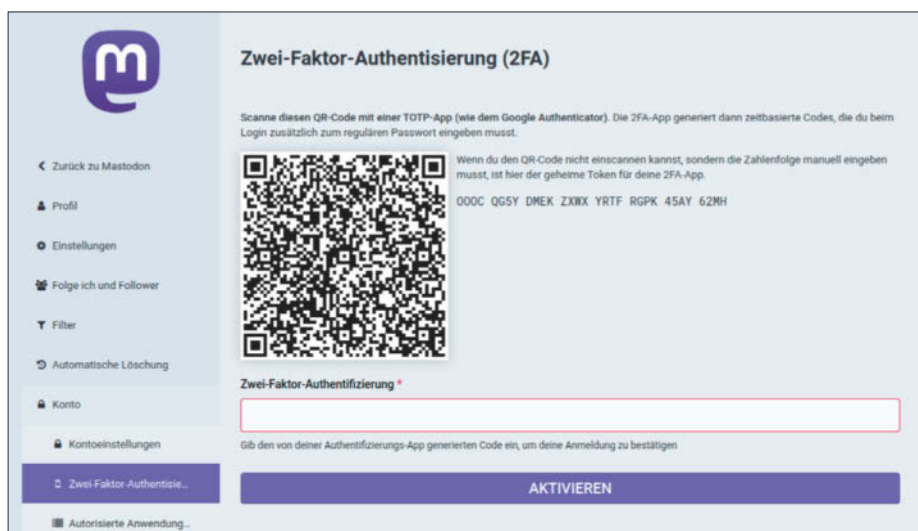 Zwei-Faktor-Authentisierung (2FA)
Scanne diesen QR-Code mit einer TOTP-App (wie dem Google Authenticator). Die 2FA-App generiert dann zeitbasierte Codes, die du beim
Login zusätzlich zum regulären Passwort eingeben musst.
Wenn du den QR-Code nicht einscannen kannst, sondern die Zahlenfolge manuell eingeben
musst, ist hier der geheime Token für deine 2FA-App.
OOOC QG5Y DMEK ZXWX YRTF RGPK 45AY 62MH
Zwei-Faktor-Authentifizierung *
Gib den von deiner Authentifizierungs-App generierten Code ein, um deine Anmeldung zu bestätigen
AKTIVIEREN
Zurück zu Mastodon
Profil
Einstellungen
Folge ich und Follower
Filter
Automatische Löschung
Konto
Kontoeinstellungen
Zwei-Faktor-Authentisie...
Autorisierte Anwendung...